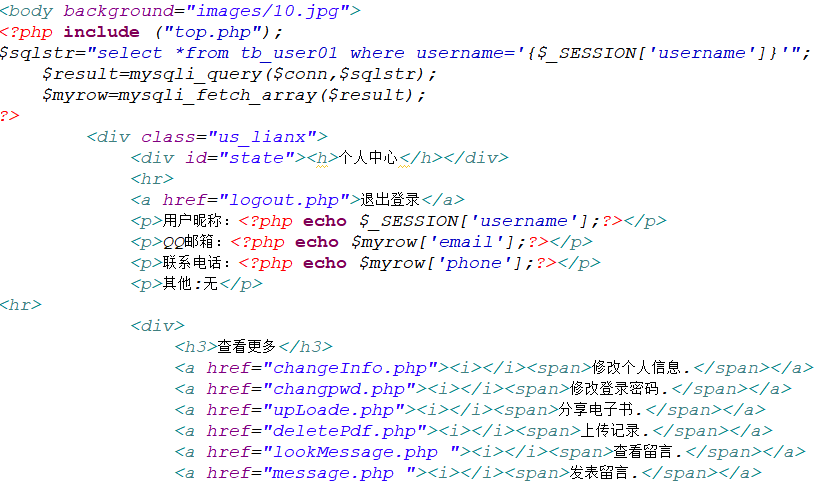 <body background="images/10.jpg">
<?php include ("top.php");
$sqlstr="select *from tb_user01 where username='{$_SESSION['username']}'";
$result=mysqli_query($conn,$sqlstr);
$myrow=mysqli_fetch_array($result);
?>
<div class="us_lianx">
<div id="state"><h>个人中心</h></div>
<hr>
<a href="logout.php">退出登录</a>
<p>用户昵称：<?php echo $_SESSION['username'];?></p>
<p>QQ邮箱：<?php echo $myrow['email'];?></p>
<p>联系电话：<?php echo $myrow['phone'];?></p>
<p>其他:无</p>
<hr>
<div>
<h3>查看更多</h3>
<a href="changeInfo.php"><i></i><span>修改个人信息.</span></a>
<a href="changpwd.php"><i></i><span>修改登录密码.</span></a>
<a href="upLoade.php"><i></i><span>分享电子书.</span></a>
<a href="deletePdf.php"><i></i><span>上传记录.</span></a>
<a href="lookMessage.php "><i></i><span>查看留言.</span></a>
<a href="message.php "><i></i><span>发表留言.</span></a>